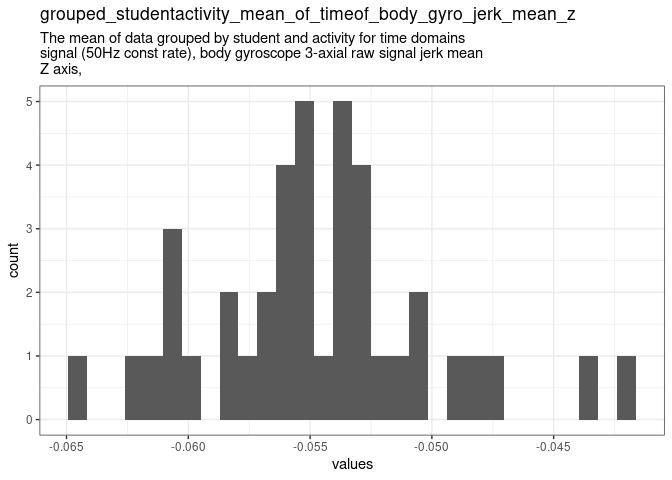 grouped_studentactivity_mean_of_timeof_body_gyro_jerk_mean_z
The mean of data grouped by student and activity for time domains
signal (50Hz const rate), body gyroscope 3-axial raw signal jerk mean
Z axis,
5
4
3
2
1
0
count
-0.065 -0.060 -0.055 -0.050 -0.045
values